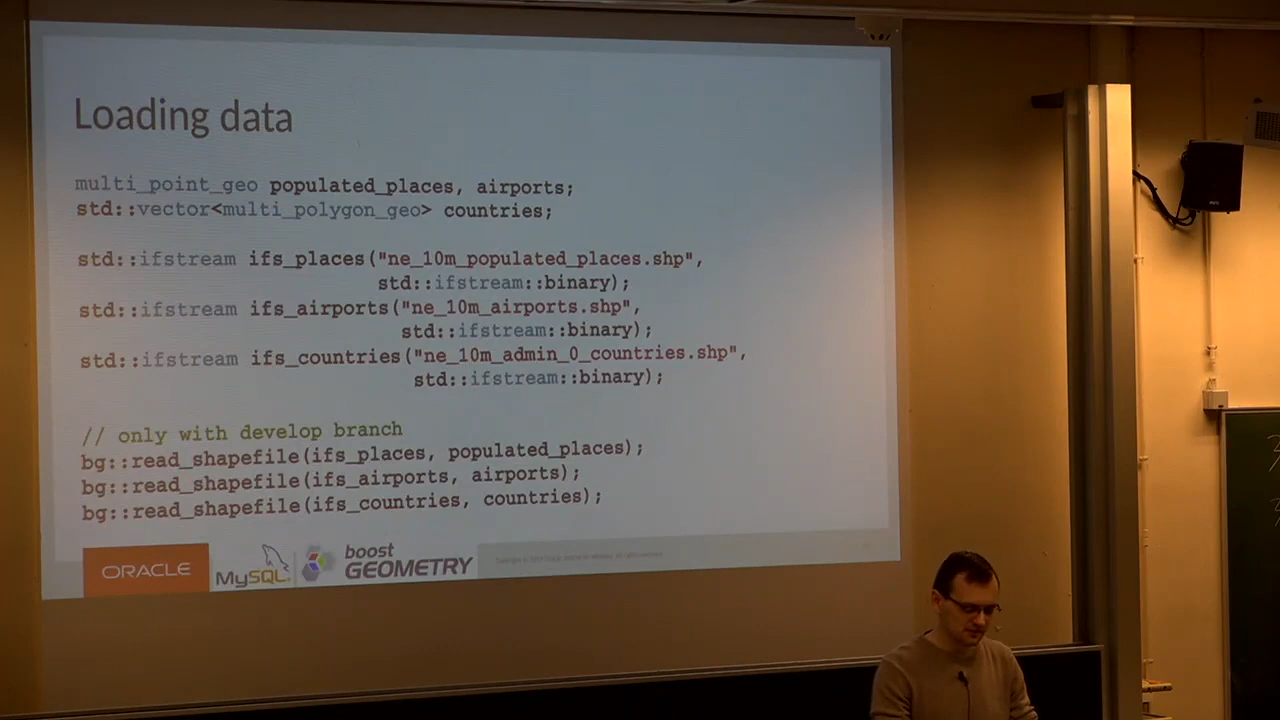 Loading data
multi_point_geo populated_places, airports;
std::vector<multi_polygon_geo> countries;
std::ifstream ifs_places("ne_10m_populated_places.shp",
std::ifstream::binary);
std::ifstream ifs_airports("ne_10m_airports.shp",
std::ifstream::binary);
std::ifstream ifs_countries("ne_10m_admin_0_countries.shp",
std::ifstream::binary);
// only with develop branch
bg::read_shapefile(ifs_places, populated_places);
bg::read_shapefile(ifs_airports, airports);
bg::read_shapefile(ifs_countries, countries);
ORACLE MySQL boost GEOMETRY